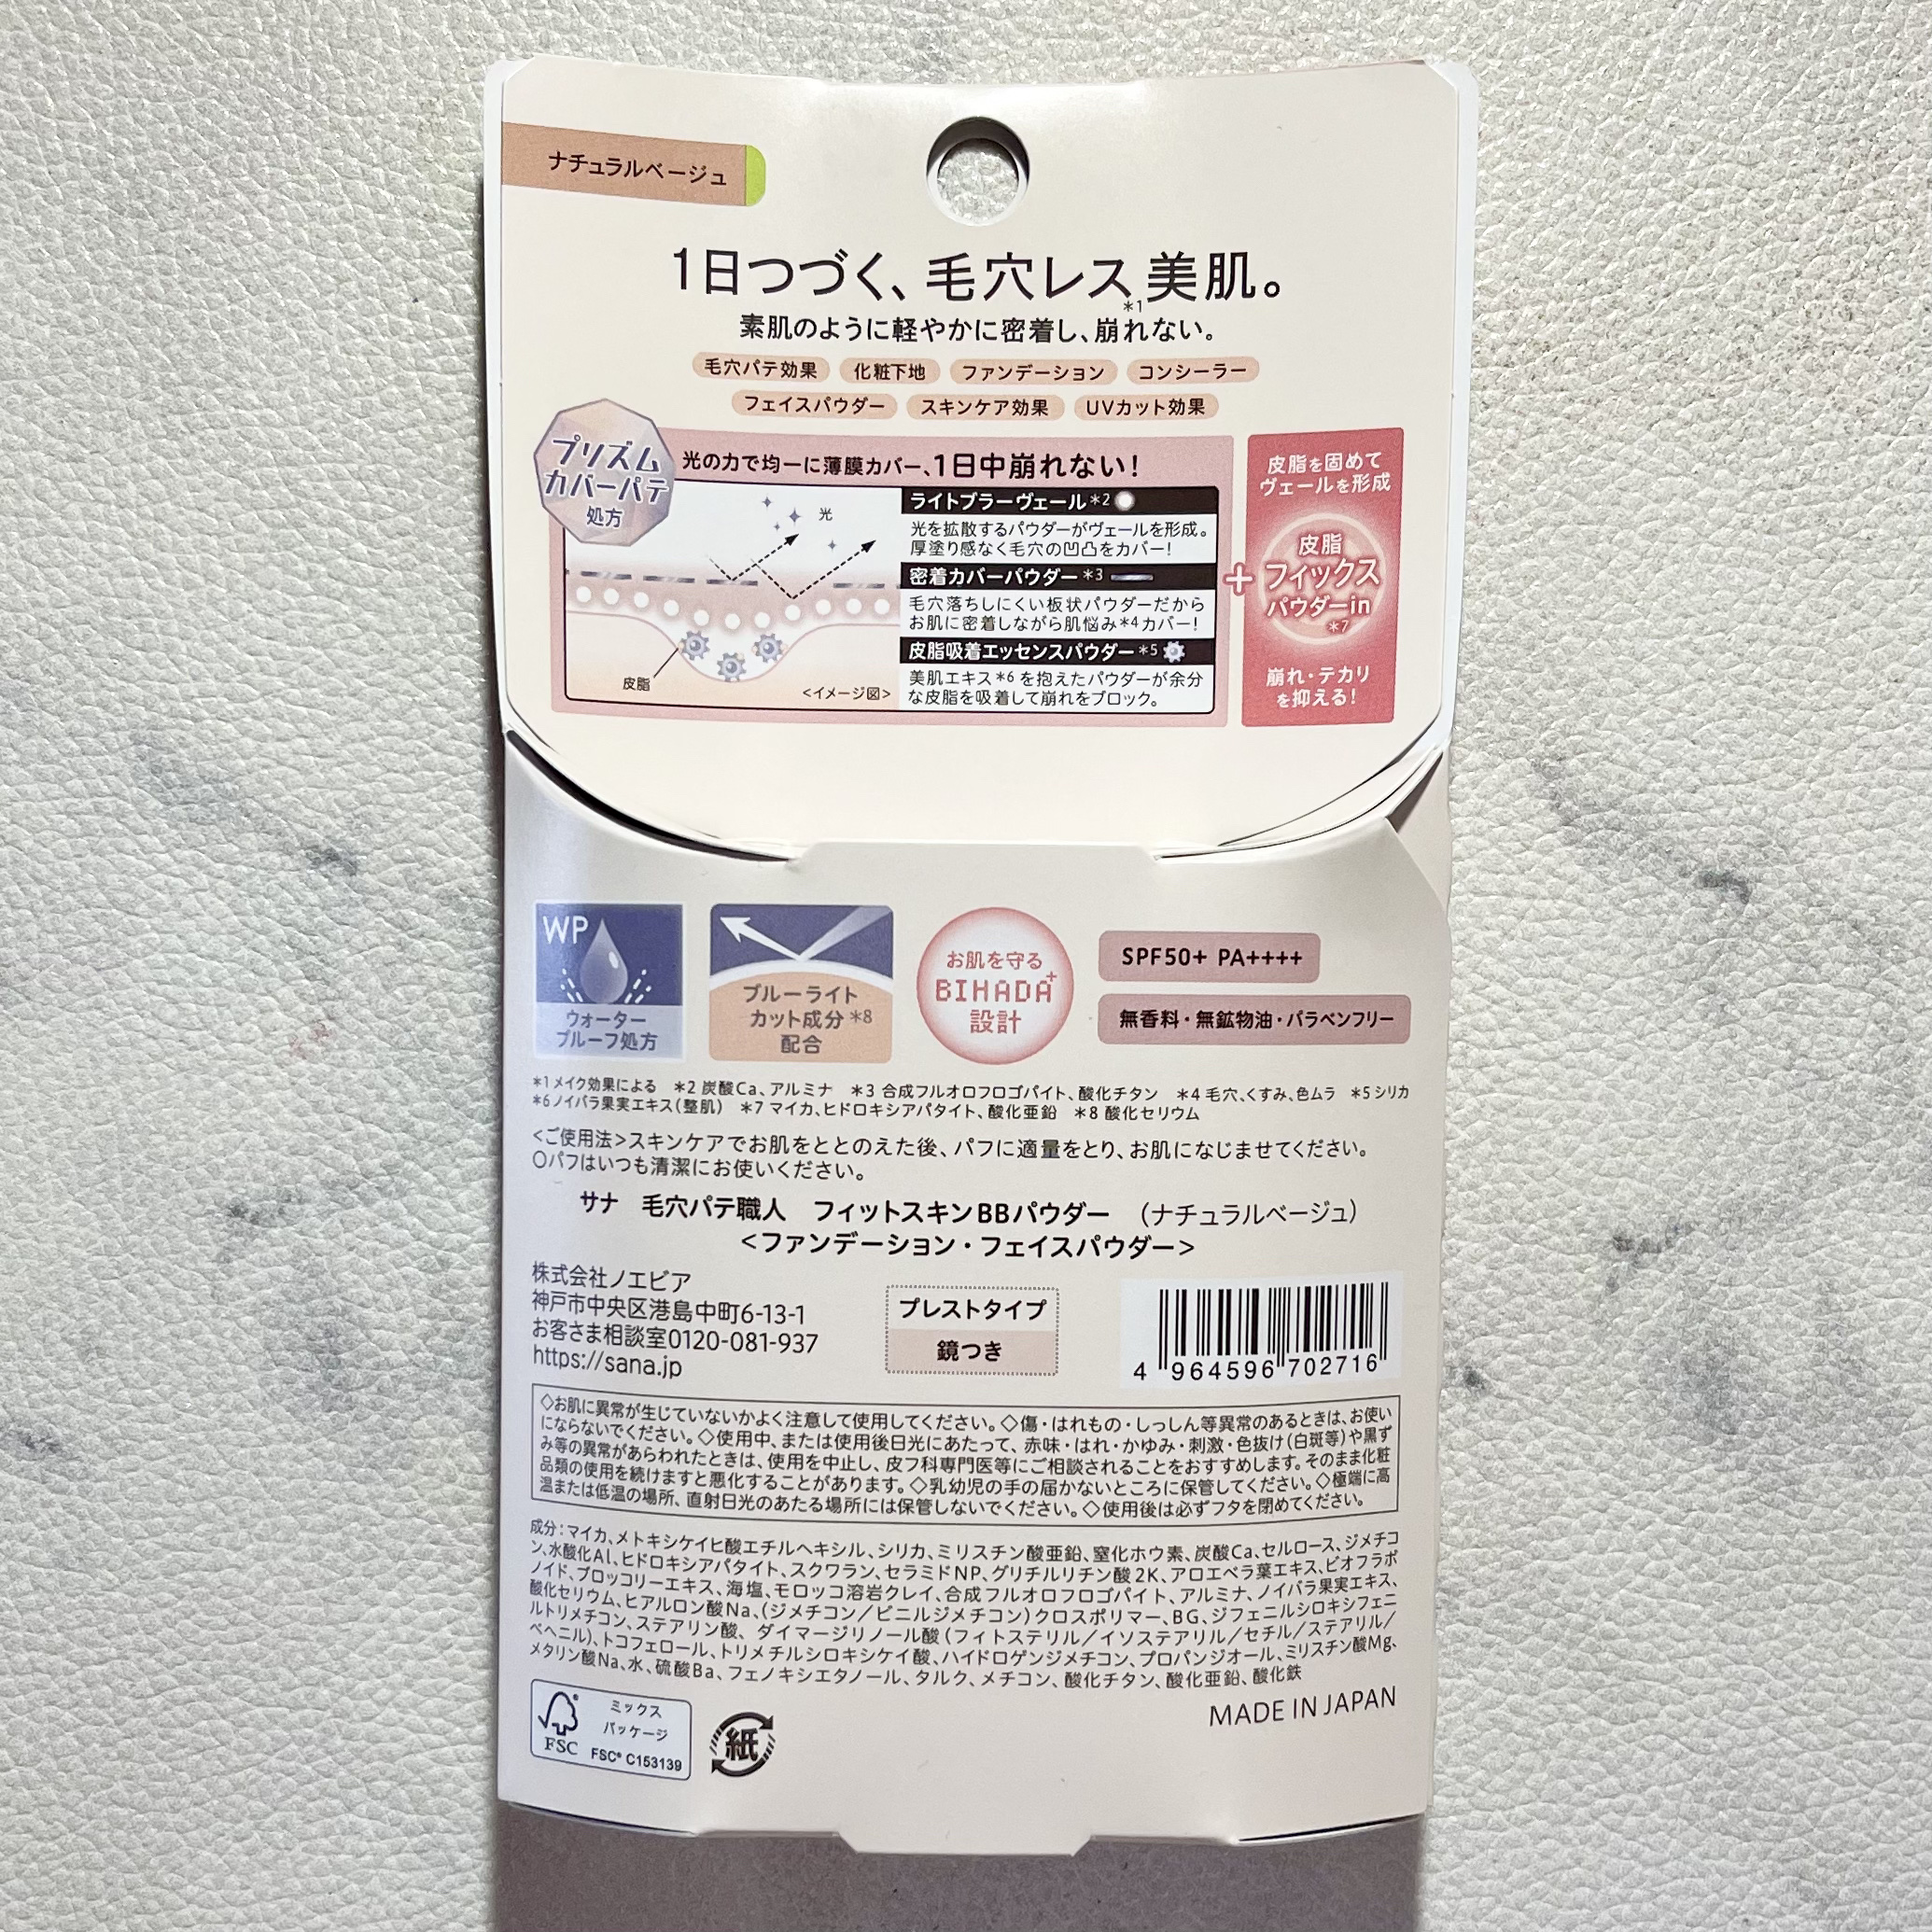 ナチュラルベージュ
1日つづく、毛穴レス美肌。
*1
素肌のように軽やかに密着し、崩れない。
毛穴パテ効果 化粧下地 ファンデーション コンシーラー
フェイスパウダー スキンケア効果 UVカット効果
プリズム
カバーパテ
処方
光の力で均一に薄膜カバー、1日中崩れない!
光
皮脂
<イメージ図>
ライトブラーヴェール*2
光を拡散するパウダーがヴェールを形成。
厚塗り感なく毛穴の凹凸をカバー!
密着カバーパウダー*3
毛穴落ちしにくい板状パウダーだから
お肌に密着しながら肌悩み*4カバー!
皮脂吸着エッセンスパウダー*5
美肌エキス*6を抱えたパウダーが余分
な皮脂を吸着して崩れをブロック。
+
皮脂を固めて
ヴェールを形成
皮脂
フィックス
パウダーin
*7
崩れ・テカリ
を抑える!
WP
ウォーター
プルーフ処方
ブルーライト
カット成分*8
配合
お肌を守る
BIHADA+
設計
SPF50+ PA++++
無香料・無鉱物油・パラベンフリー
*1 メイク効果による *2 炭酸Ca、アルミナ *3 合成フルオロフロゴパイト、酸化チタン *4 毛穴、くすみ、色ムラ *5 シリカ
*6 ノイバラ果実エキス(整肌) *7 マイカ、ヒドロキシアパタイト、酸化亜鉛 *8 酸化セリウム
<ご使用法>スキンケアでお肌をととのえた後、パフに適量をとり、お肌になじませてください。
○パフはいつも清潔にお使いください。
サナ 毛穴パテ職人 フィットスキンBBパウダー (ナチュラルベージュ)
<ファンデーション・フェイスパウダー>
株式会社ノエビア
神戸市中央区港島中町6-13-1
お客さま相談室0120-081-937
https://sana.jp
プレストタイプ
鏡つき
4 964596 702716
◇お肌に異常が生じていないかよく注意して使用してください。◇傷・はれもの・しっしん等異常のあるときは、お使い
にならないでください。◇使用中、または使用後日光にあたって、赤味・はれ・かゆみ・刺激・色抜け(白斑等)や黒ず
み等の異常があらわれたときは、使用を中止し、皮フ科専門医等にご相談されることをおすすめします。そのまま化粧
品類の使用を続けますと悪化することがあります。◇乳幼児の手の届かないところに保管してください。◇極端に高
温または低温の場所、直射日光のあたる場所には保管しないでください。◇使用後は必ずフタを閉めてください。
成分:マイカ、メトキシケイヒ酸エチルヘキシル、シリカ、ミリスチン酸亜鉛、窒化ホウ素、炭酸Ca、セルロース、ジメチコ
ン、水酸化Al、ヒドロキシアパタイト、スクワラン、セラミドNP、グリチルリチン酸2K、アロエベラ葉エキス、ビオフラボ
ノイド、ブロッコリーエキス、海塩、モロッコ溶岩クレイ、合成フルオロフロゴパイト、アルミナ、ノイバラ果実エキス、
酸化セリウム、ヒアルロン酸Na、(ジメチコン/ビニルジメチコン)クロスポリマー、BG、ジフェニルシロキシフェニ
ルトリメチコン、ステアリン酸、ダイマージリノール酸(フィトステリル/イソステアリル/セチル/ステアリル/
ベヘニル)、トコフェロール、トリメチルシロキシケイ酸、ハイドロゲンジメチコン、プロパンジオール、ミリスチン酸Mg、
メタリン酸Na、水、硫酸Ba、フェノキシエタノール、タルク、メチコン、酸化チタン、酸化亜鉛、酸化鉄
MADE IN JAPAN
FSC
ミックス
パッケージ
FSC® C153139
紙